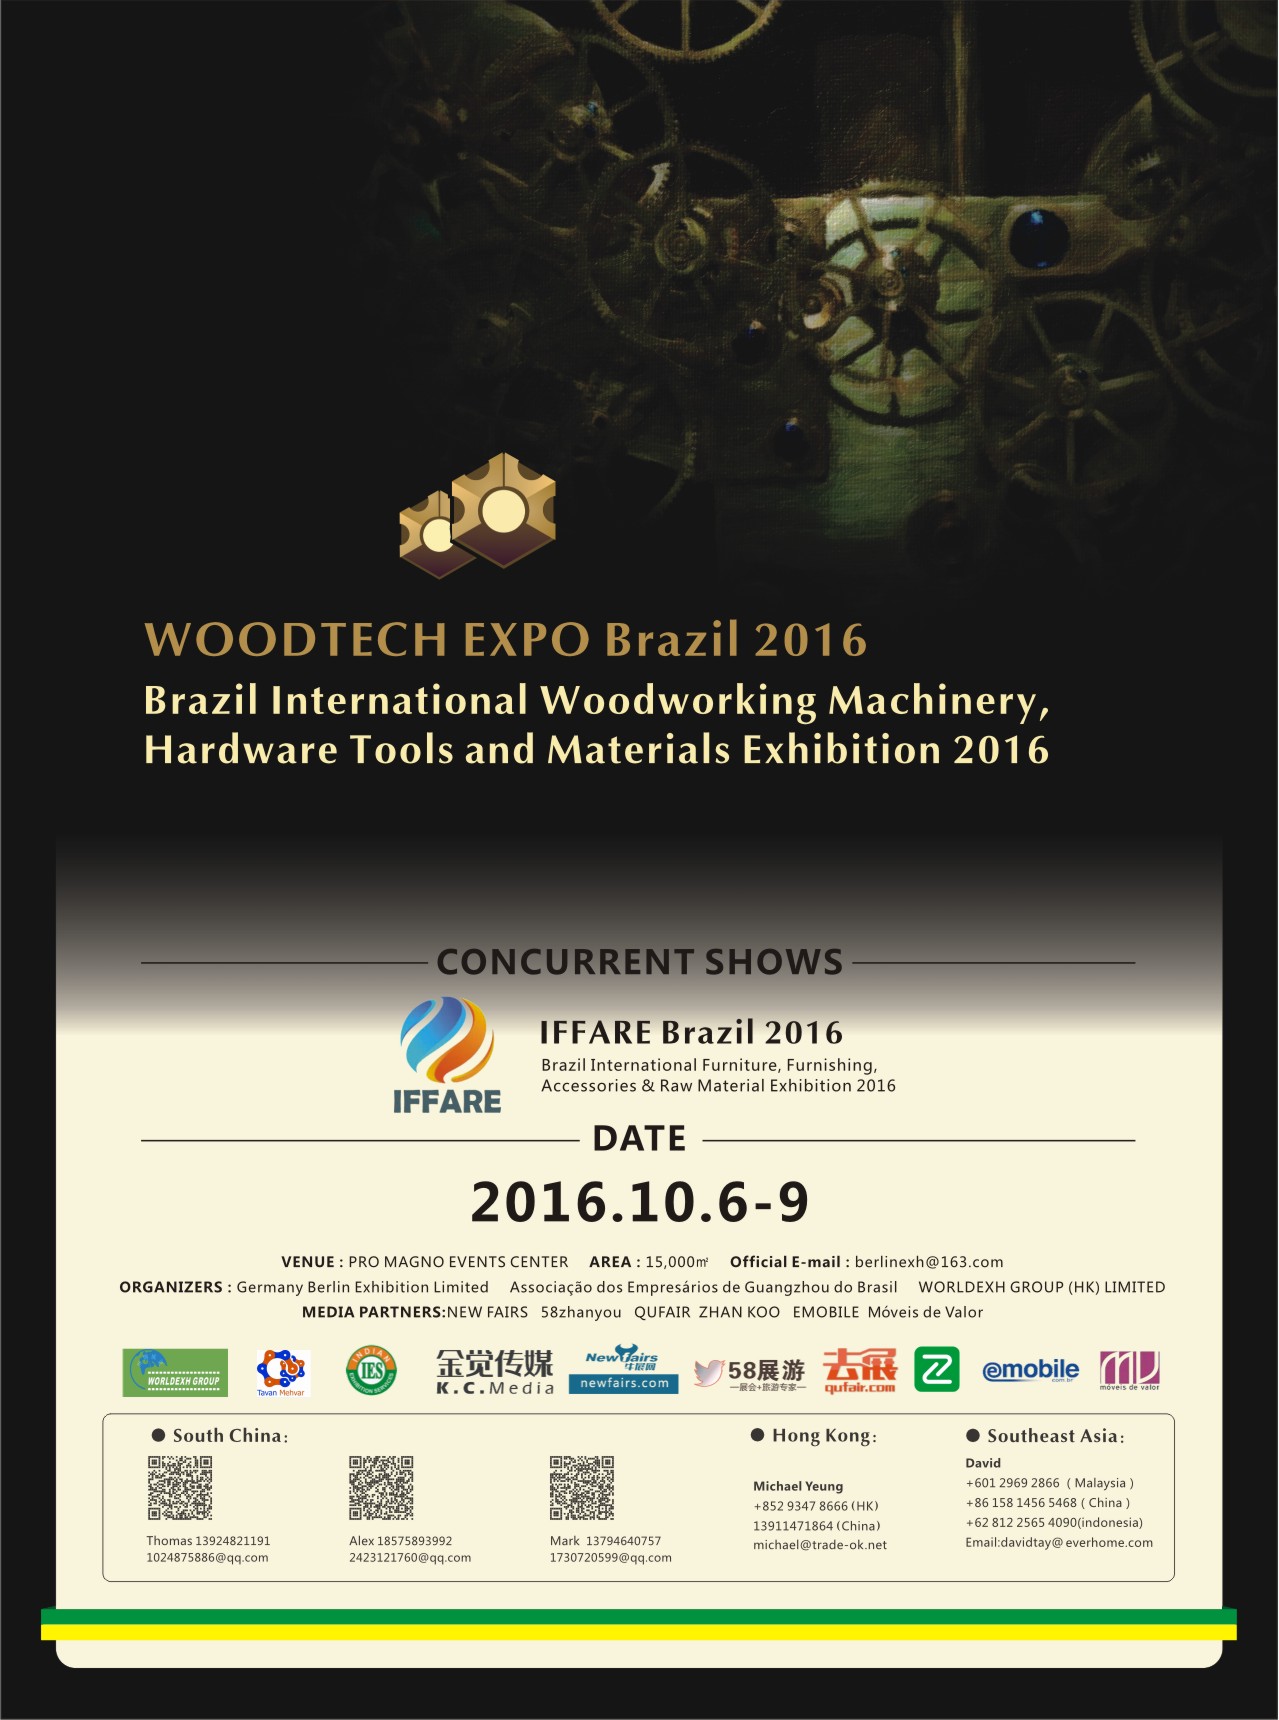 WOODTECH EXPO Brazil 2016
Brazil International Woodworking Machinery,
Hardware Tools and Materials Exhibition 2016
CONCURRENT SHOWS
IFFARE
IFFARE Brazil 2016
Brazil International Furniture, Furnishing,
Accessories & Raw Material Exhibition 2016
DATE
2016.10.6-9
VENUE : PRO MAGNO EVENTS CENTER AREA : 15,000㎡ Official E-mail : berlinexh@163.com
ORGANIZERS : Germany Berlin Exhibition Limited Associação dos Empresários de Guangzhou do Brasil WORLDEXH GROUP (HK) LIMITED
MEDIA PARTNERS:NEW FAIRS 58zhanyou QUFAIR ZHAN KOO EMOBILE Móveis de Valor
WORLDEXH GROUP
Tavan Mehvar
INDIAN
IES
EXHIBITION SERVICES
金觉传媒
K.C.Media
Newfairs
牛展网
newfairs.com
58展游
—展会+旅游专家—
去展
qufair.com
Z
emobile
com.br
mv
móveis de valor
South China:
Thomas 13924821191
1024875886@qq.com
Alex 18575893992
2423121760@qq.com
Mark 13794640757
1730720599@qq.com
Hong Kong:
Michael Yeung
+852 9347 8666 (HK)
13911471864 (China)
michael@trade-ok.net
Southeast Asia:
David
+601 2969 2866 ( Malaysia )
+86 158 1456 5468 ( China )
+62 812 2565 4090(indonesia)
Email:davidtay@ everhome.com